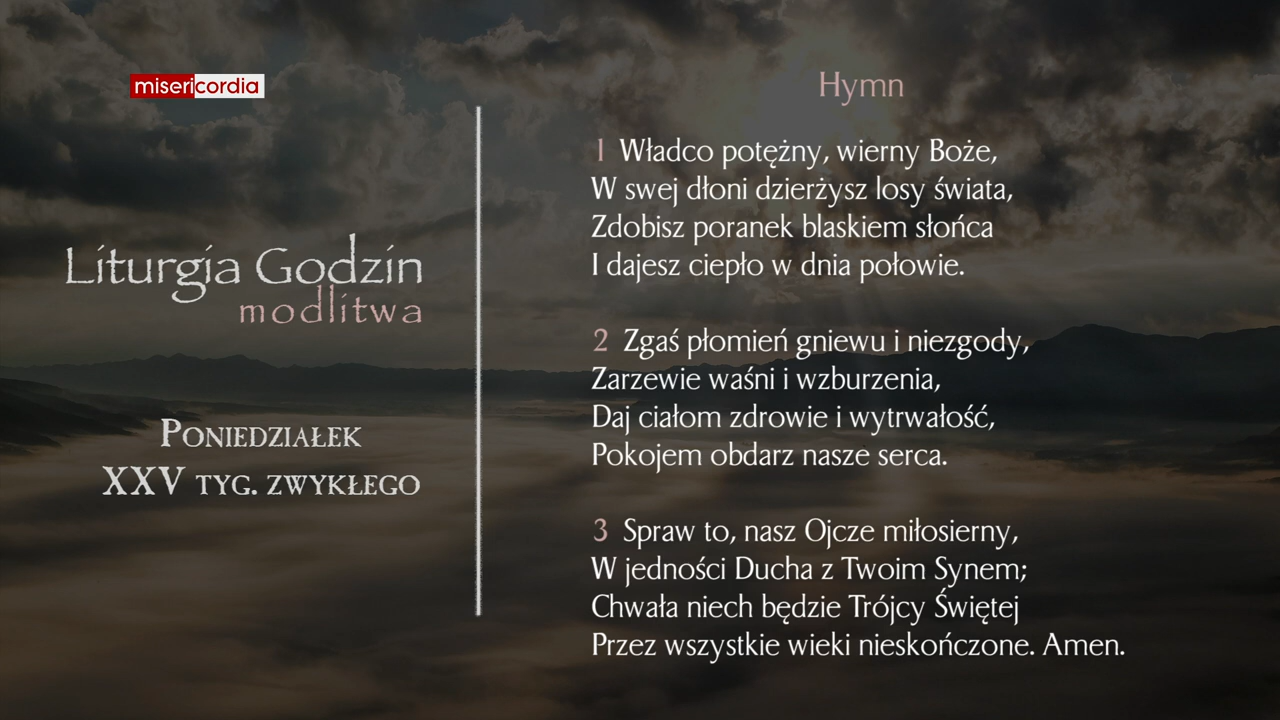 misericordia
Liturgia Godzin
modlitwa
Poniedziałek
XXV tyg. zwykłego
Hymn
1 Władco potężny, wierny Boże,
W swej dłoni dzierżysz losy świata,
Zdobisz poranek blaskiem słońca
I dajesz ciepło w dnia połowie.
2 Zgaś płomień gniewu i niezgody,
Zarzewie waśni i wzburzenia,
Daj ciałom zdrowie i wytrwałość,
Pokojem obdarz nasze serca.
3 Spraw to, nasz Ojcze miłosierny,
W jedności Ducha z Twoim Synem;
Chwała niech będzie Trójcy Świętej
Przez wszystkie wieki nieskończone. Amen.